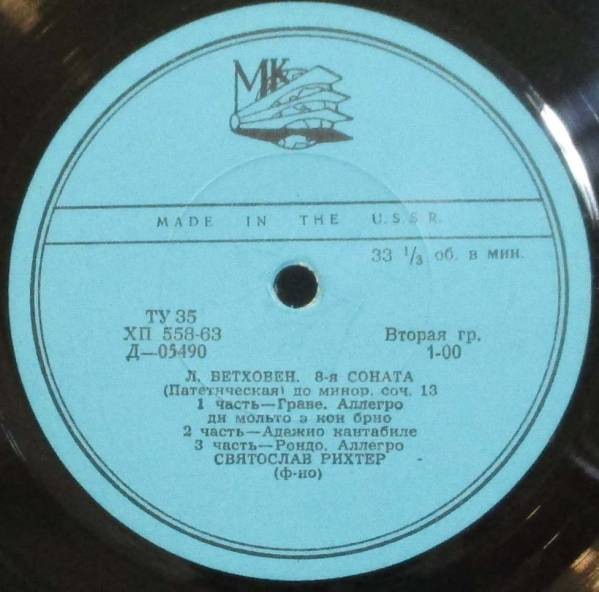 МК
MADE IN THE U.S.S.R.
33 1/3 об. в мин.
ТУ 35
ХП 558-63
Д—05490
Вторая гр.
1-00
Л. БЕТХОВЕН. 8-я СОНАТА
(Патетическая) до минор, соч. 13
1 часть—Граве. Аллегро
ди мольто э кон брио
2 часть—Адажио кантабиле
3 часть—Рондо. Аллегро
СВЯТОСЛАВ РИХТЕР
(ф-но)